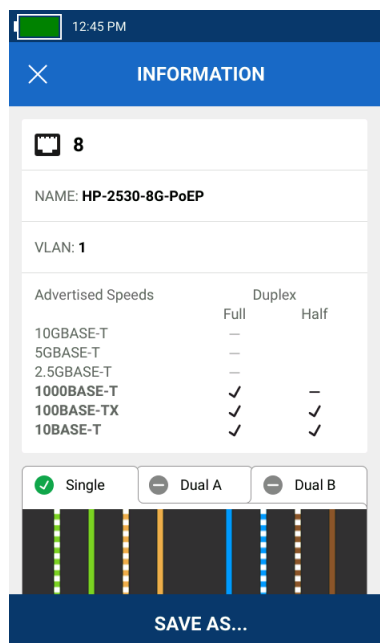 12:45 PM
INFORMATION
8
NAME: HP-2530-8G-PoEP
VLAN: 1
Advertised Speeds Duplex
Full Half
10GBASE-T —
5GBASE-T —
2.5GBASE-T —
1000BASE-T ✓ —
100BASE-TX ✓ ✓
10BASE-T ✓ ✓
Single Dual A Dual B
SAVE AS...